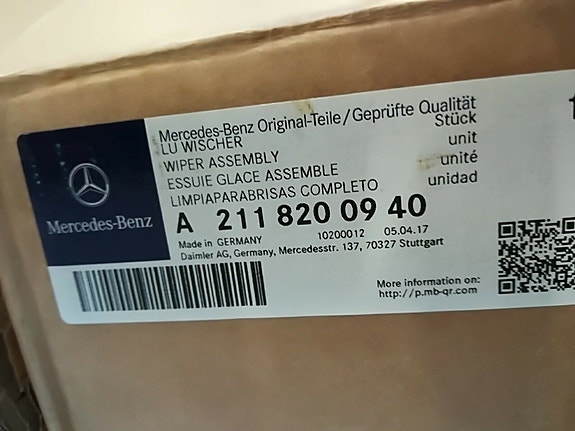 Mercedes-Benz Original-Teile/Geprüfte Qualität
LU WISCHER Stück
WIPER ASSEMBLY unit
ESSUIE GLACE ASSEMBLE unité
LIMPIAPARABRISAS COMPLETO unidad
Mercedes-Benz
A 211 820 09 40
Made in GERMANY 10200012 05.04.17
Daimler AG, Germany, Mercedesstr. 137, 70327 Stuttgart
More information on:
http://p.mb-qr.com